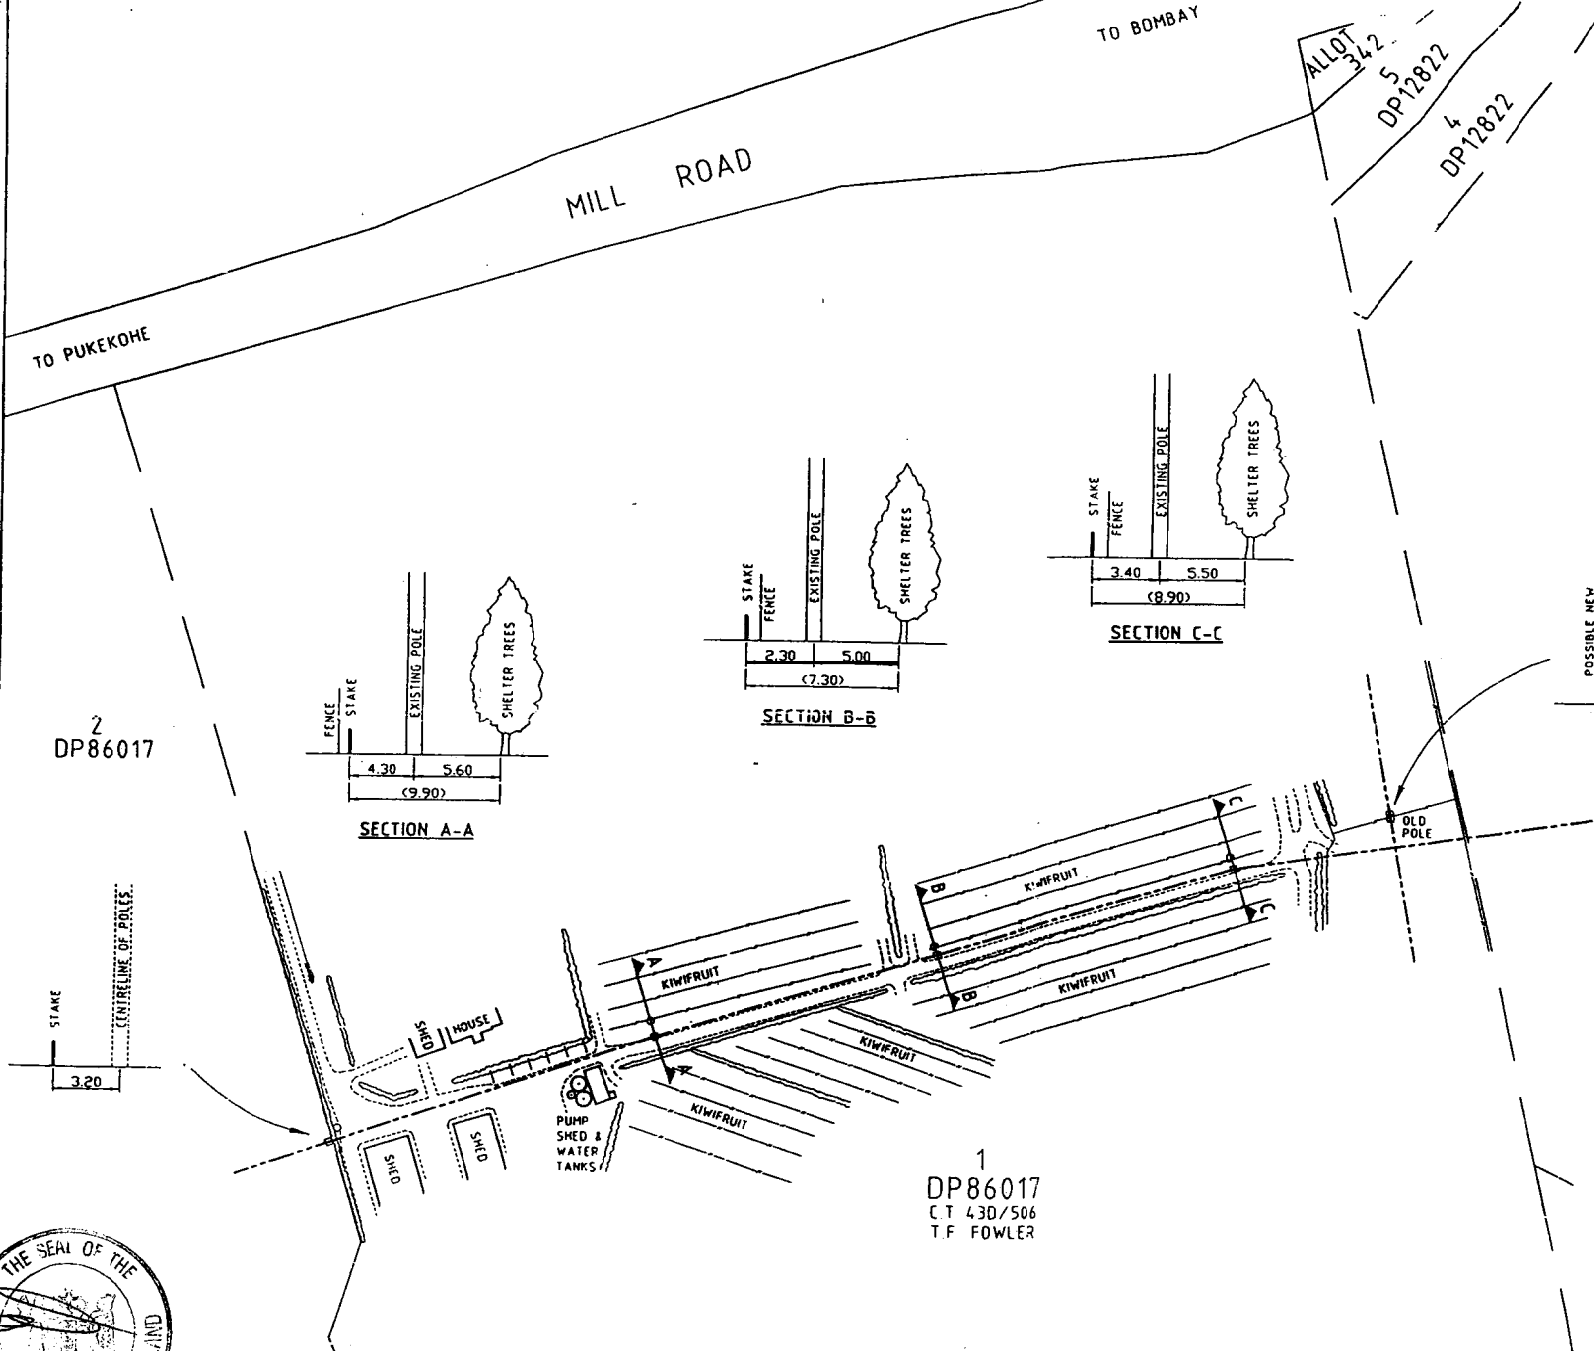 TO BOMBAY
ALLOT
342
5
DP12822
4
DP12822
MILL ROAD
TO PUKEKOHE
STAKE
FENCE
EXISTING POLE
SHELTER TREES
3.40
5.50
(8.90)
SECTION C-C
STAKE
FENCE
EXISTING POLE
SHELTER TREES
2.30
5.00
(7.30)
SECTION B-B
FENCE
STAKE
EXISTING POLE
SHELTER TREES
4.30
5.60
(9.90)
SECTION A-A
POSSIBLE NEW
2
DP86017
OLD
POLE
C
C
B
B
A
A
KIWIFRUIT
KIWIFRUIT
KIWIFRUIT
KIWIFRUIT
KIWIFRUIT
STAKE
CENTRELINE OF POLES
3.20
SHED
HOUSE
SHED
SHED
PUMP
SHED &
WATER
TANKS
1
DP86017
C.T 43D/506
T.F FOWLER
THE SEAL OF THE